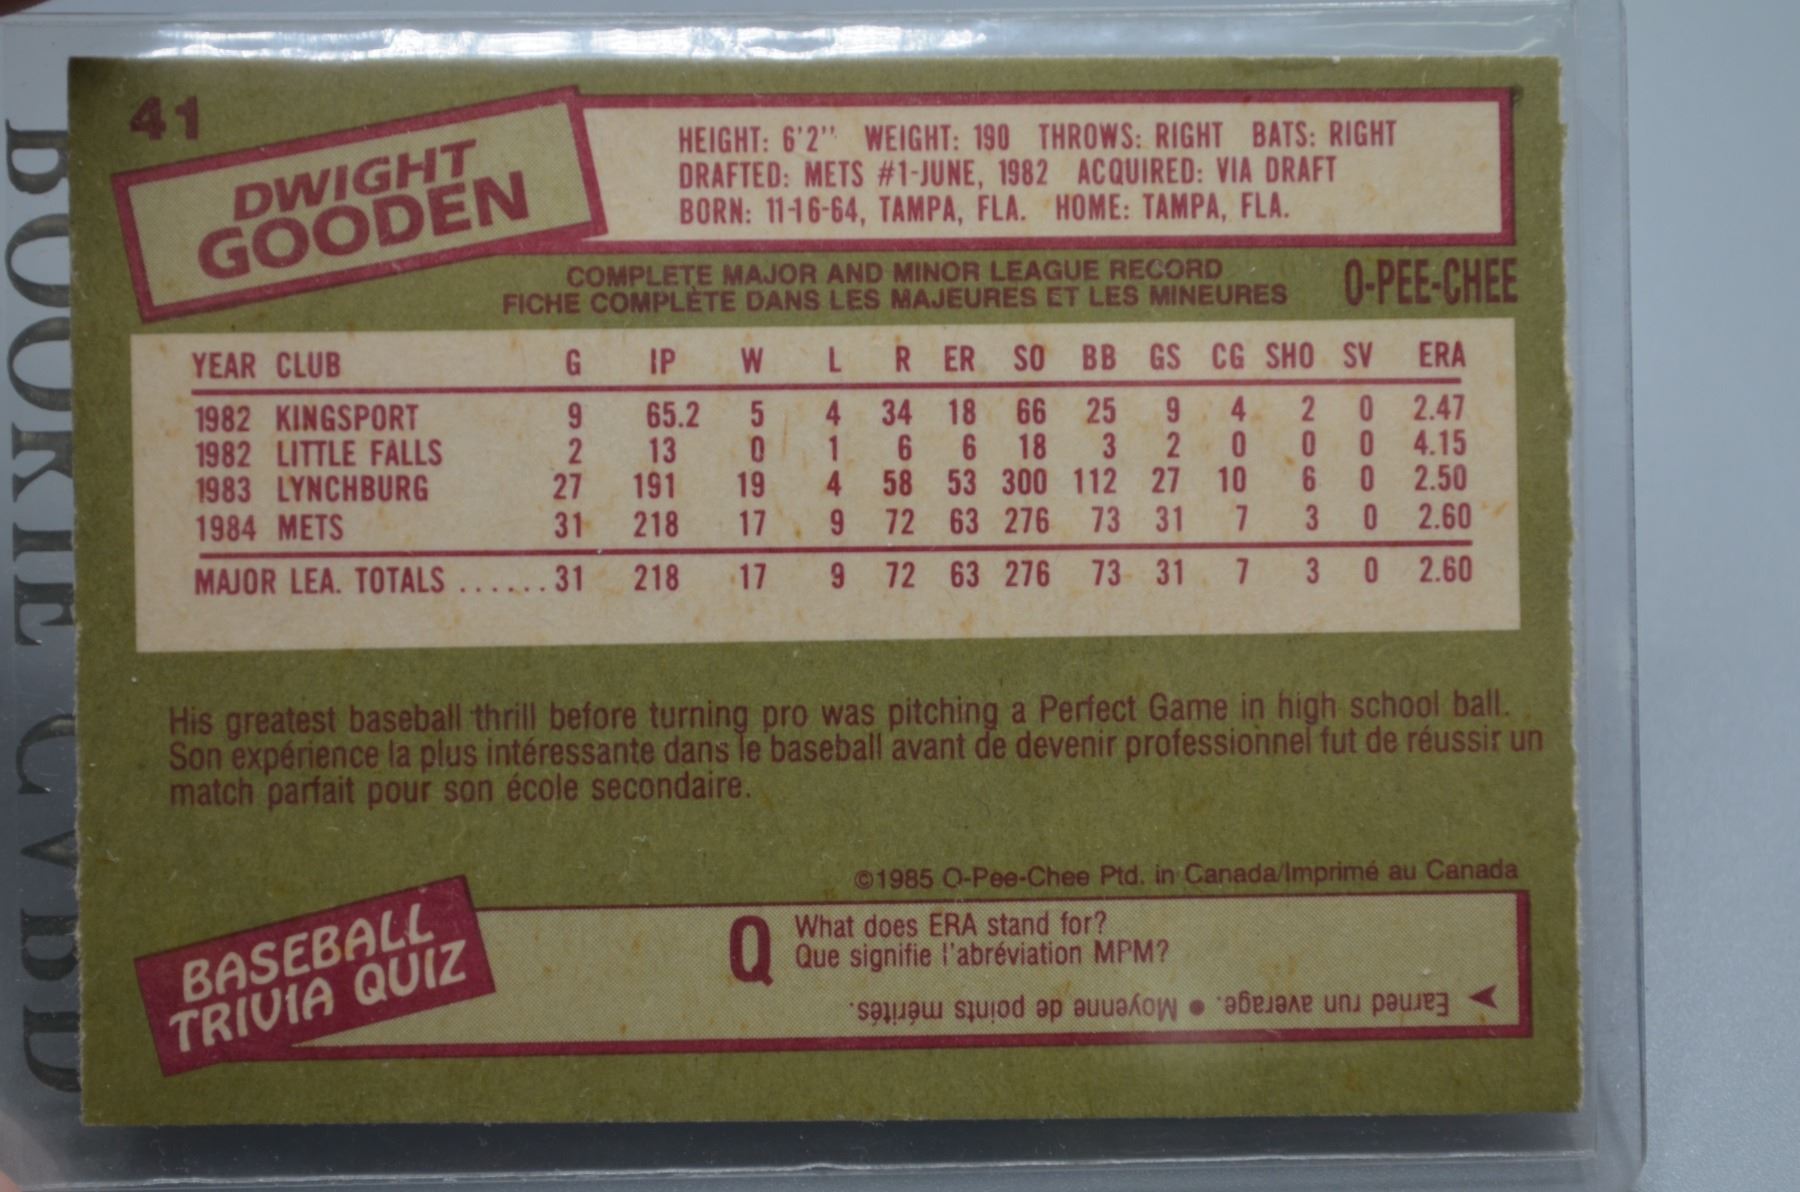 41
DWIGHT
GOODEN
HEIGHT: 6'2" WEIGHT: 190 THROWS: RIGHT BATS: RIGHT
DRAFTED: METS #1-JUNE, 1982 ACQUIRED: VIA DRAFT
BORN: 11-16-64, TAMPA, FLA. HOME: TAMPA, FLA.
COMPLETE MAJOR AND MINOR LEAGUE RECORD
FICHE COMPLÈTE DANS LES MAJEURES ET LES MINEURES
O-PEE-CHEE
YEAR CLUB G IP W L R ER SO BB GS CG SHO SV ERA
1982 KINGSPORT 9 65.2 5 4 34 18 66 25 9 4 2 0 2.47
1982 LITTLE FALLS 2 13 0 1 6 6 18 3 2 0 0 0 4.15
1983 LYNCHBURG 27 191 19 4 58 53 300 112 27 10 6 0 2.50
1984 METS 31 218 17 9 72 63 276 73 31 7 3 0 2.60
MAJOR LEA. TOTALS ......31 218 17 9 72 63 276 73 31 7 3 0 2.60
His greatest baseball thrill before turning pro was pitching a Perfect Game in high school ball.
Son expérience la plus intéressante dans le baseball avant de devenir professionnel fut de réussir un
match parfait pour son école secondaire.
©1985 O-Pee-Chee Ptd. in Canada/Imprimé au Canada
BASEBALL
TRIVIA QUIZ
Q What does ERA stand for?
Que signifie l'abréviation MPM?
Earned run average. • Moyenne de points mérités.
ROOKIE CARD